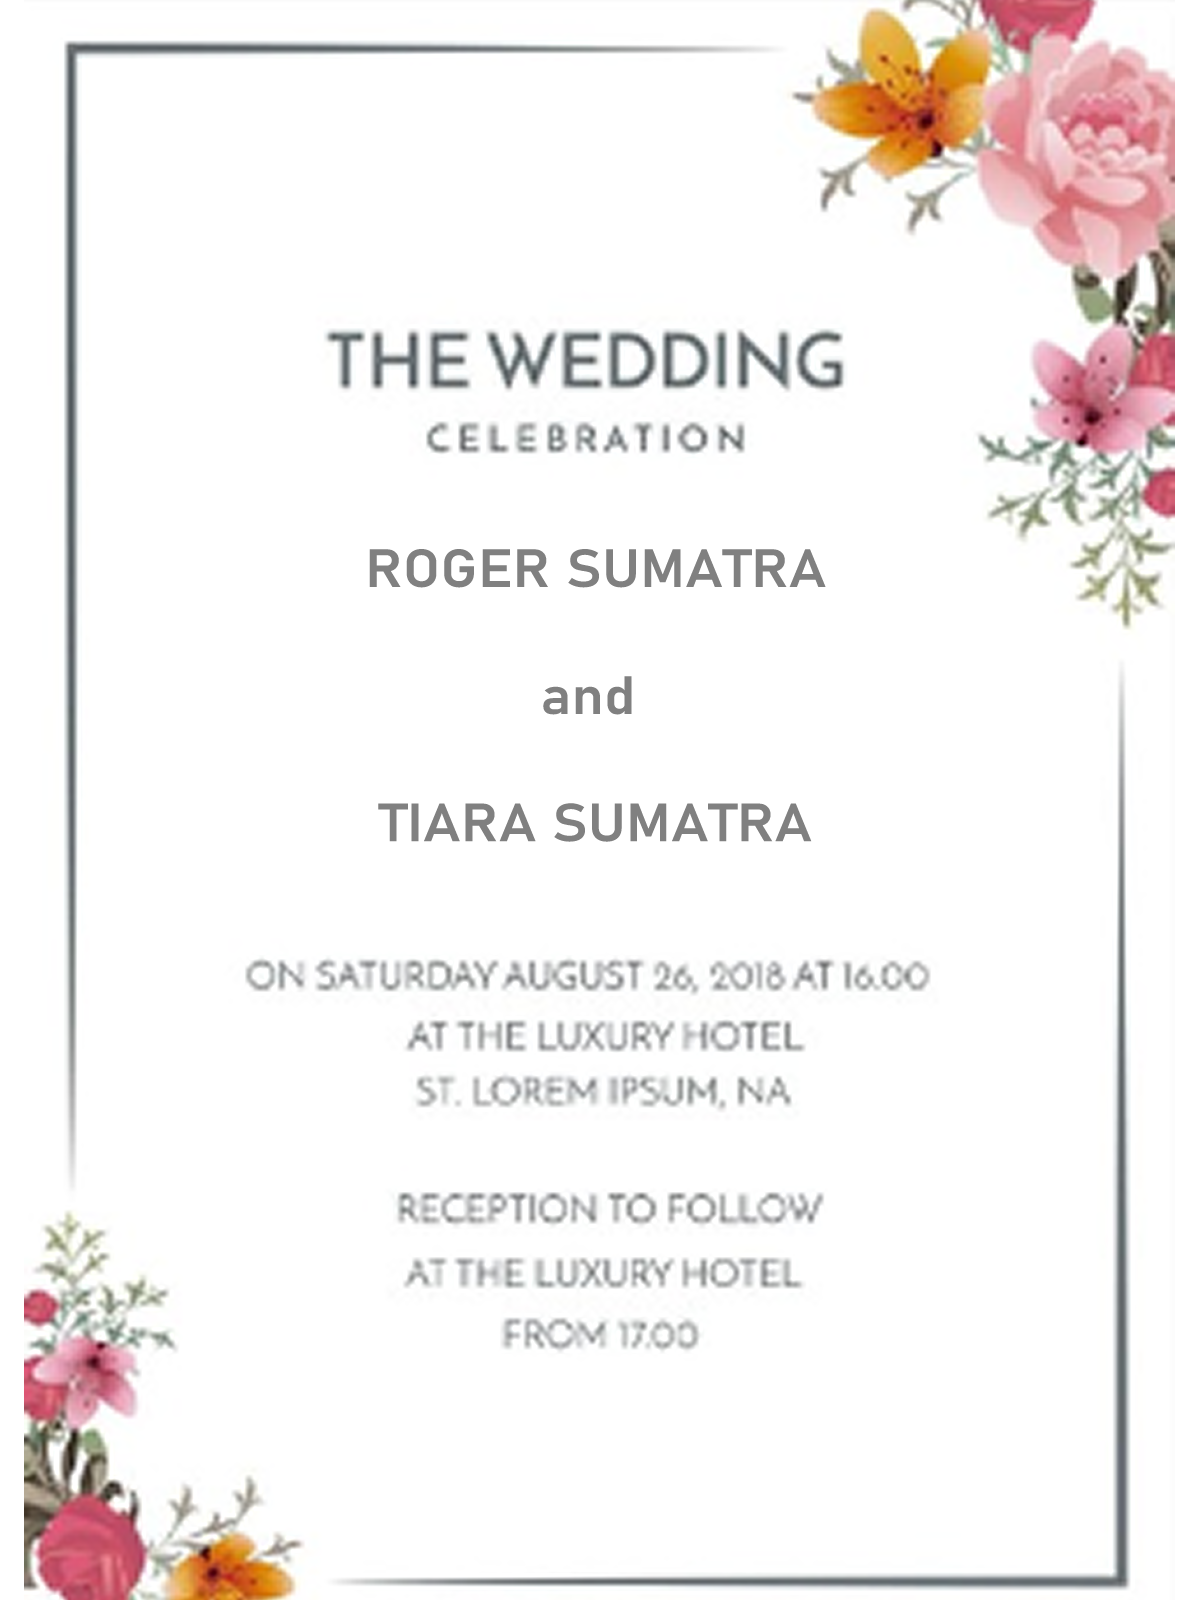 THE WEDDING
CELEBRATION
ROGER SUMATRA
and
TIARA SUMATRA
ON SATURDAY AUGUST 26, 2018 AT 16.00
AT THE LUXURY HOTEL
ST. LOREM IPSUM, NA
RECEPTION TO FOLLOW
AT THE LUXURY HOTEL
FROM 17.00